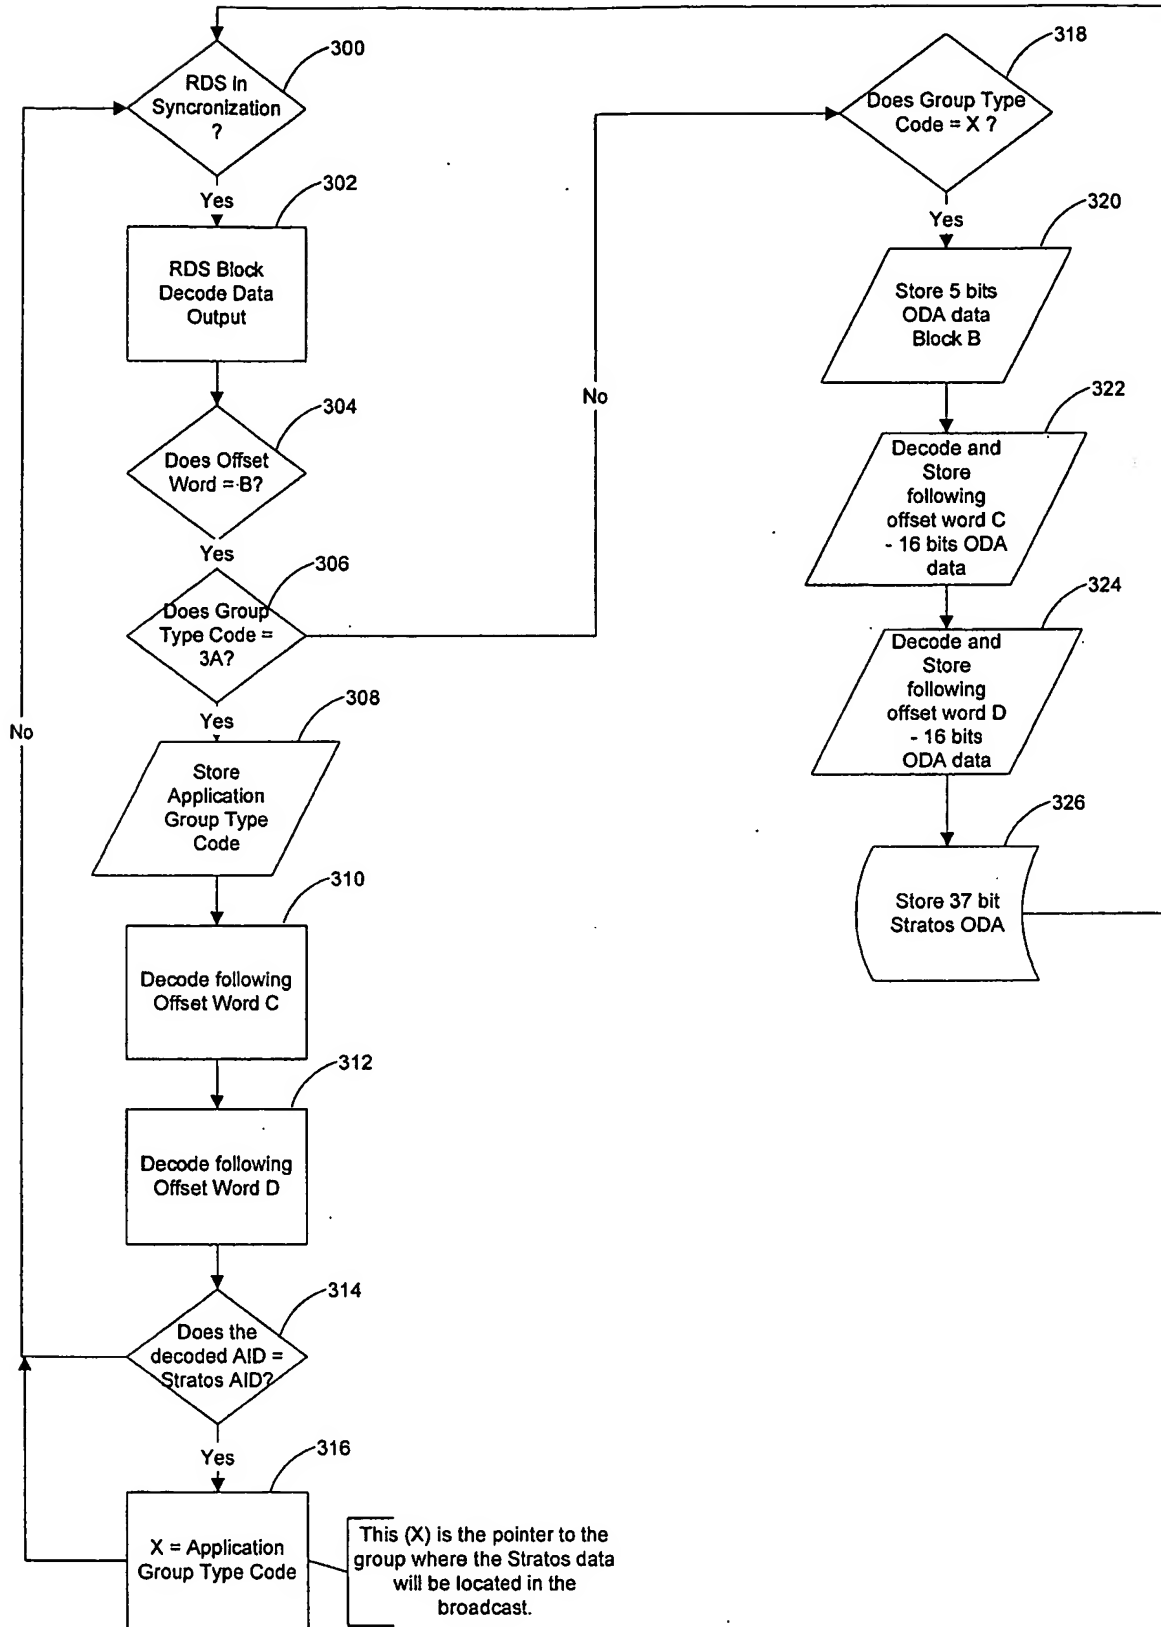 300
RDS in
Syncronization
?
Yes
302
RDS Block
Decode Data
Output
304
Does Offset
Word = B?
Yes
306
Does Group
Type Code =
3A?
No
Yes
308
Store
Application
Group Type
Code
310
Decode following
Offset Word C
312
Decode following
Offset Word D
314
Does the
decoded AID =
Stratos AID?
No
Yes
316
X = Application
Group Type Code
This (X) is the pointer to the
group where the Stratos data
will be located in the
broadcast.
318
Does Group Type
Code = X ?
Yes
320
Store 5 bits
ODA data
Block B
322
Decode and
Store
following
offset word C
- 16 bits ODA
data
324
Decode and
Store
following
offset word D
- 16 bits
ODA data
326
Store 37 bit
Stratos ODA